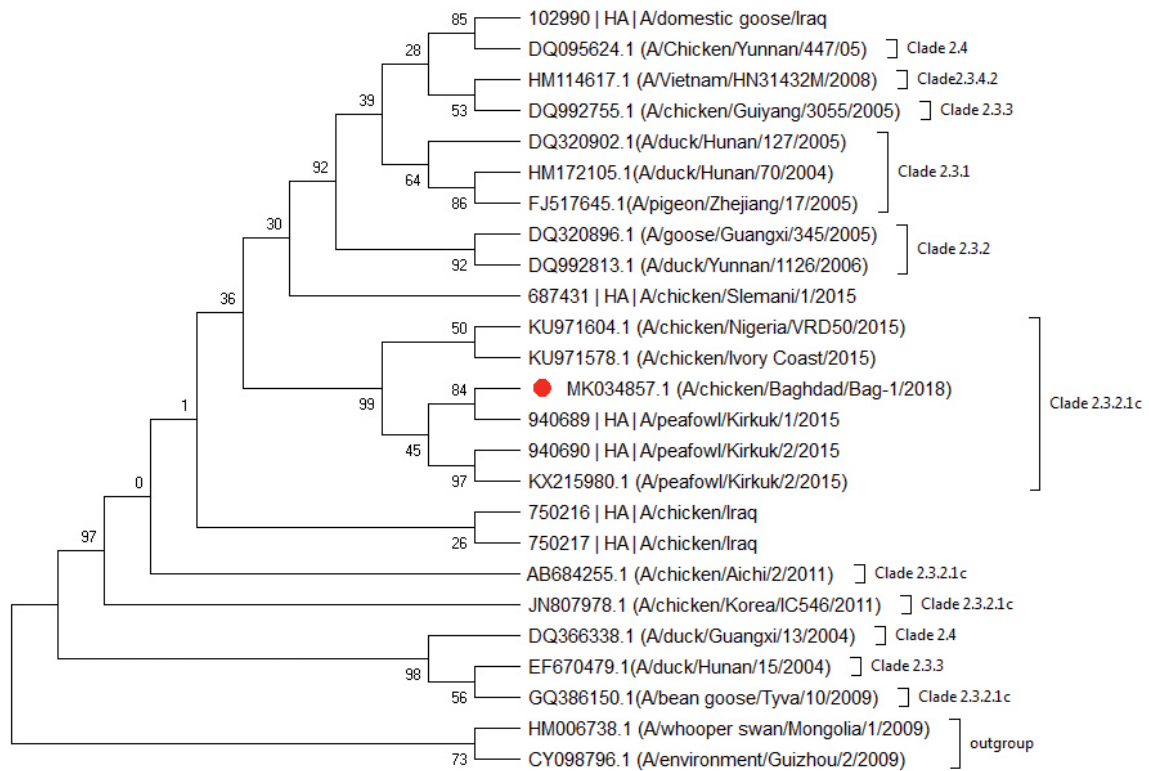 85 102990 | HA | A/domestic goose/Iraq
28 DQ095624.1 (A/Chicken/Yunnan/447/05) Clade 2.4
HM114617.1 (A/Vietnam/HN31432M/2008) Clade2.3.4.2
39 53 DQ992755.1 (A/chicken/Guiyang/3055/2005) Clade 2.3.3
DQ320902.1(A/duck/Hunan/127/2005)
92 64 HM172105.1(A/duck/Hunan/70/2004) Clade 2.3.1
86 FJ517645.1(A/pigeon/Zhejiang/17/2005)
30 DQ320896.1 (A/goose/Guangxi/345/2005) Clade 2.3.2
92 DQ992813.1 (A/duck/Yunnan/1126/2006)
36 687431 | HA | A/chicken/Slemani/1/2015
50 KU971604.1 (A/chicken/Nigeria/VRD50/2015)
KU971578.1 (A/chicken/Ivory Coast/2015)
84 MK034857.1 (A/chicken/Baghdad/Bag-1/2018)
1 99 940689 | HA | A/peafowl/Kirkuk/1/2015 Clade 2.3.2.1c
45 940690 | HA | A/peafowl/Kirkuk/2/2015
0 97 KX215980.1 (A/peafowl/Kirkuk/2/2015)
750216 | HA | A/chicken/Iraq
97 26 750217 | HA | A/chicken/Iraq
AB684255.1 (A/chicken/Aichi/2/2011) Clade 2.3.2.1c
JN807978.1 (A/chicken/Korea/IC546/2011) Clade 2.3.2.1c
DQ366338.1 (A/duck/Guangxi/13/2004) Clade 2.4
98 EF670479.1(A/duck/Hunan/15/2004) Clade 2.3.3
56 GQ386150.1(A/bean goose/Tyva/10/2009) Clade 2.3.2.1c
HM006738.1 (A/whooper swan/Mongolia/1/2009) outgroup
73 CY098796.1 (A/environment/Guizhou/2/2009)